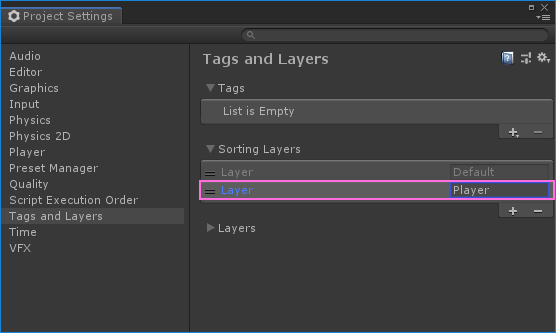 Project Settings
Audio
Editor
Graphics
Input
Physics
Physics 2D
Player
Preset Manager
Quality
Script Execution Order
Tags and Layers
Time
VFX
Tags and Layers
Tags
List is Empty
Sorting Layers
Layer Default
Layer Player
Layers